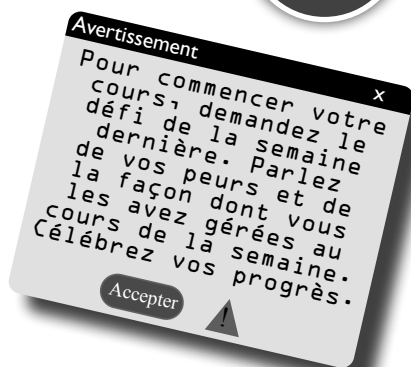 Avertissement
x
Pour commencer votre
cours, demandez le
défi de la semaine
dernière. Parlez
de vos peurs et de
la façon dont vous
les avez gérées au
cours de la semaine.
Célébrez vos progrès.
Accepter
!